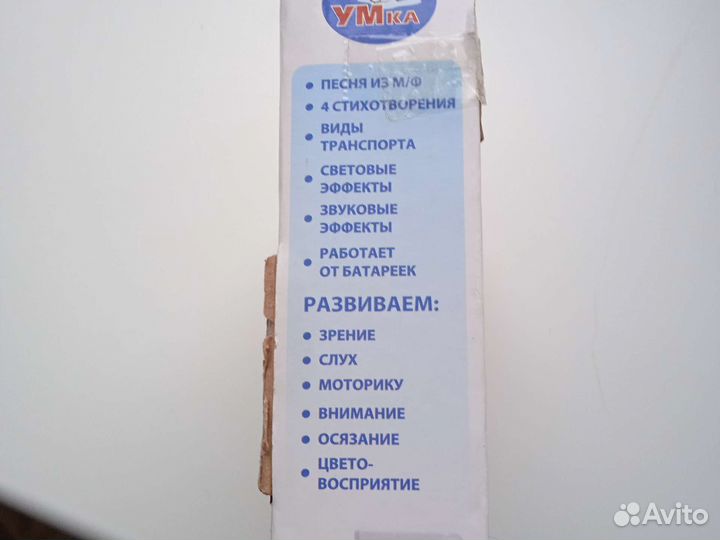 УМка
• ПЕСНЯ ИЗ М/Ф
• 4 СТИХОТВОРЕНИЯ
• ВИДЫ
ТРАНСПОРТА
• СВЕТОВЫЕ
ЭФФЕКТЫ
• ЗВУКОВЫЕ
ЭФФЕКТЫ
• РАБОТАЕТ
ОТ БАТАРЕЕК
РАЗВИВАЕМ:
• ЗРЕНИЕ
• СЛУХ
• МОТОРИКУ
• ВНИМАНИЕ
• ОСЯЗАНИЕ
• ЦВЕТО-
ВОСПРИЯТИЕ
Avito